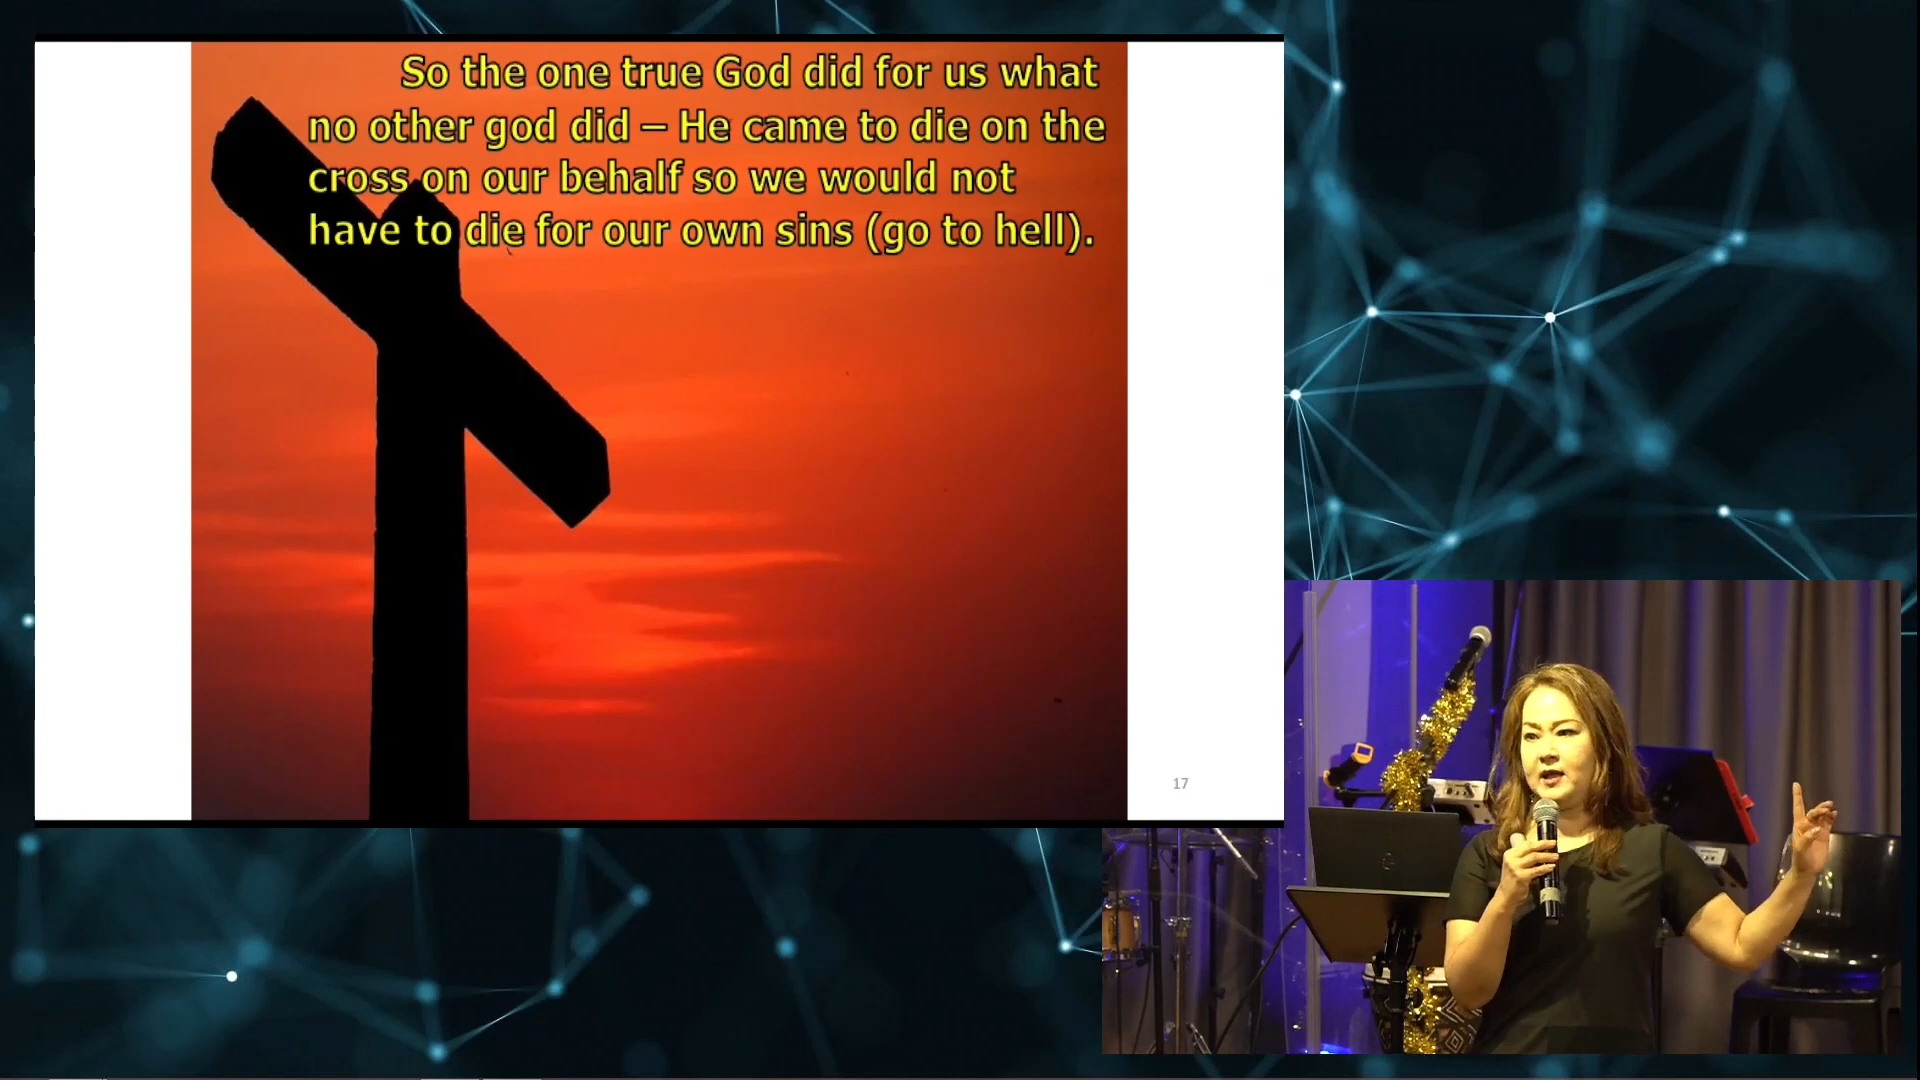 So the one true God did for us what
no other god did – He came to die on the
cross on our behalf so we would not
have to die for our own sins (go to hell).
17